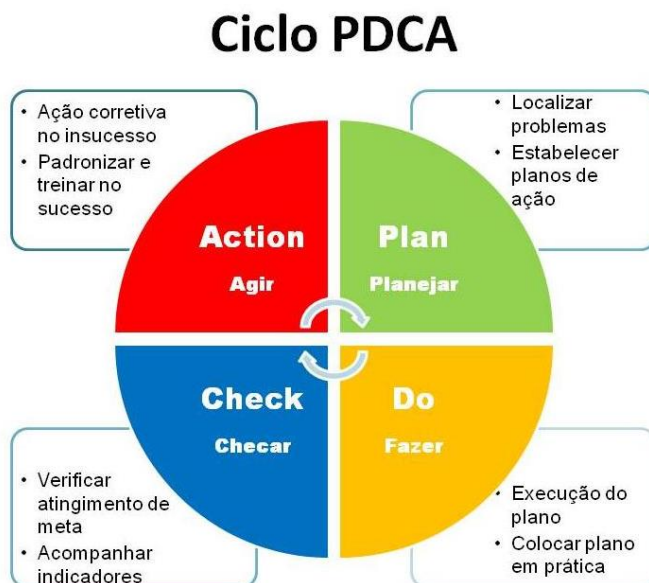 Ciclo PDCA
• Ação corretiva
no insucesso
• Padronizar e
treinar no
sucesso
• Localizar
problemas
• Estabelecer
planos de
ação
Action
Agir
Plan
Planejar
Check
Checar
Do
Fazer
• Verificar
atingimento de
meta
• Acompanhar
indicadores
• Execução do
plano
• Colocar plano
em prática